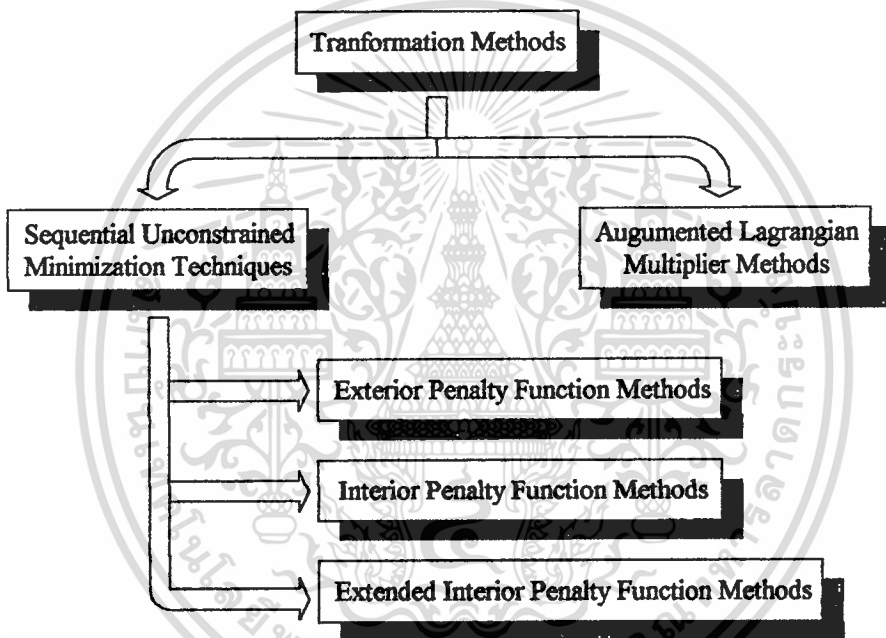 Tranformation Methods
Sequential Unconstrained
Minimization Techniques
Augumented Lagrangian
Multiplier Methods
Exterior Penalty Function Methods
Interior Penalty Function Methods
Extended Interior Penalty Function Methods